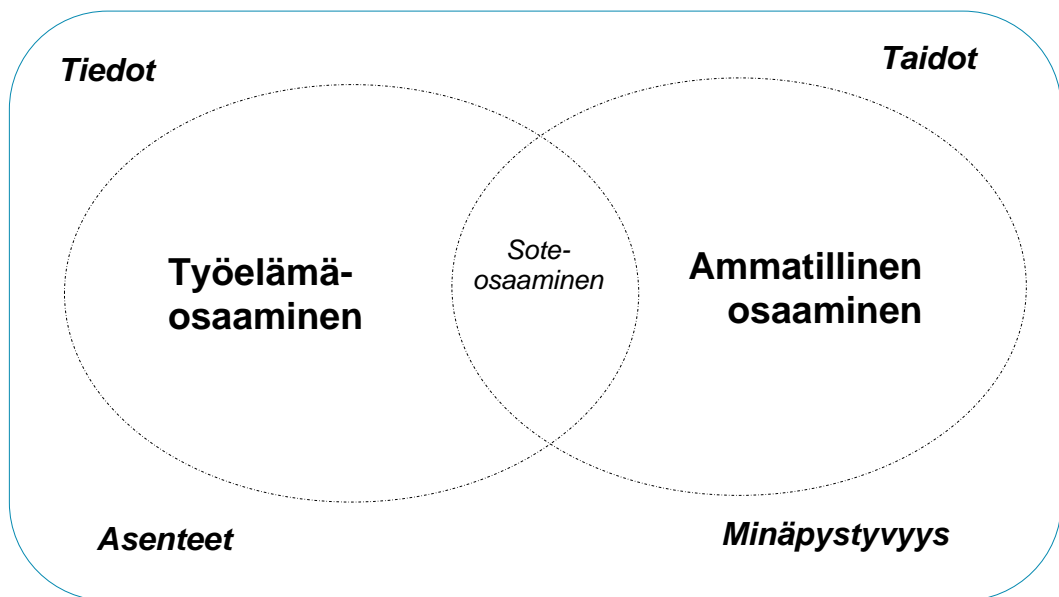 Tiedot
Taidot
Työelämä-
osaaminen
Sote-
osaaminen
Ammatillinen
osaaminen
Asenteet
Minäpystyvyys